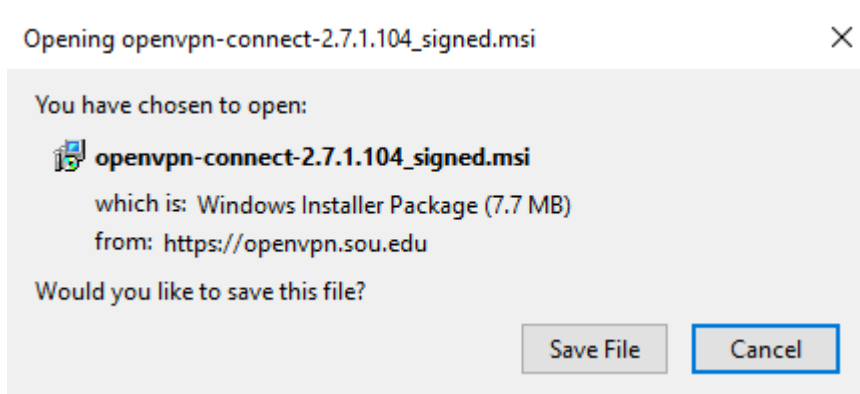 Opening openvpn-connect-2.7.1.104_signed.msi
You have chosen to open:
openvpn-connect-2.7.1.104_signed.msi
which is: Windows Installer Package (7.7 MB)
from: https://openvpn.sou.edu
Would you like to save this file?
Save File Cancel